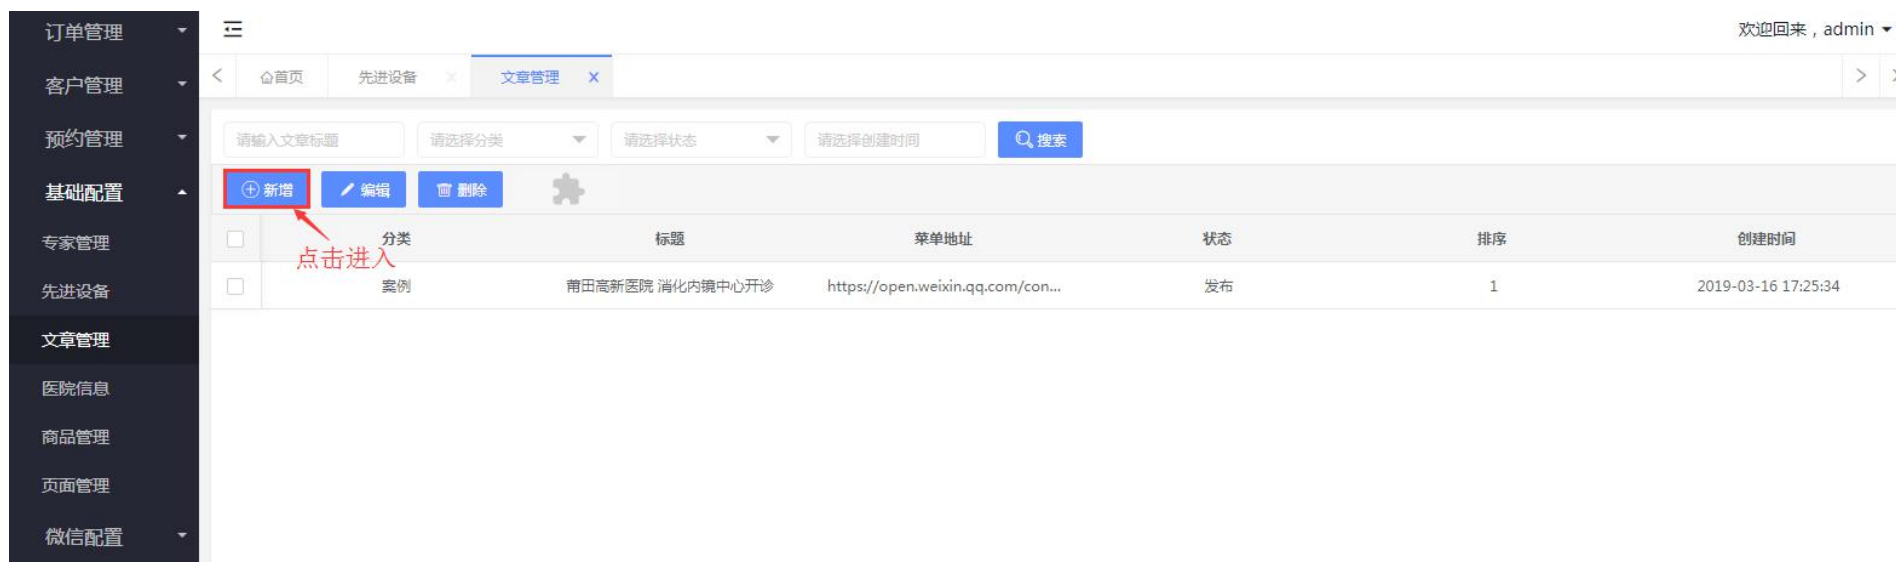 订单管理
欢迎回来，admin
客户管理
首页 先进设备 文章管理
预约管理
请输入文章标题 请选择分类 请选择状态 请选择创建时间 搜索
基础配置
新增 编辑 删除
专家管理
分类 标题 菜单地址 状态 排序 创建时间
点击进入
先进设备
案例 莆田高新医院 消化内镜中心开诊 https://open.weixin.qq.com/con... 发布 1 2019-03-16 17:25:34
文章管理
医院信息
商品管理
页面管理
微信配置